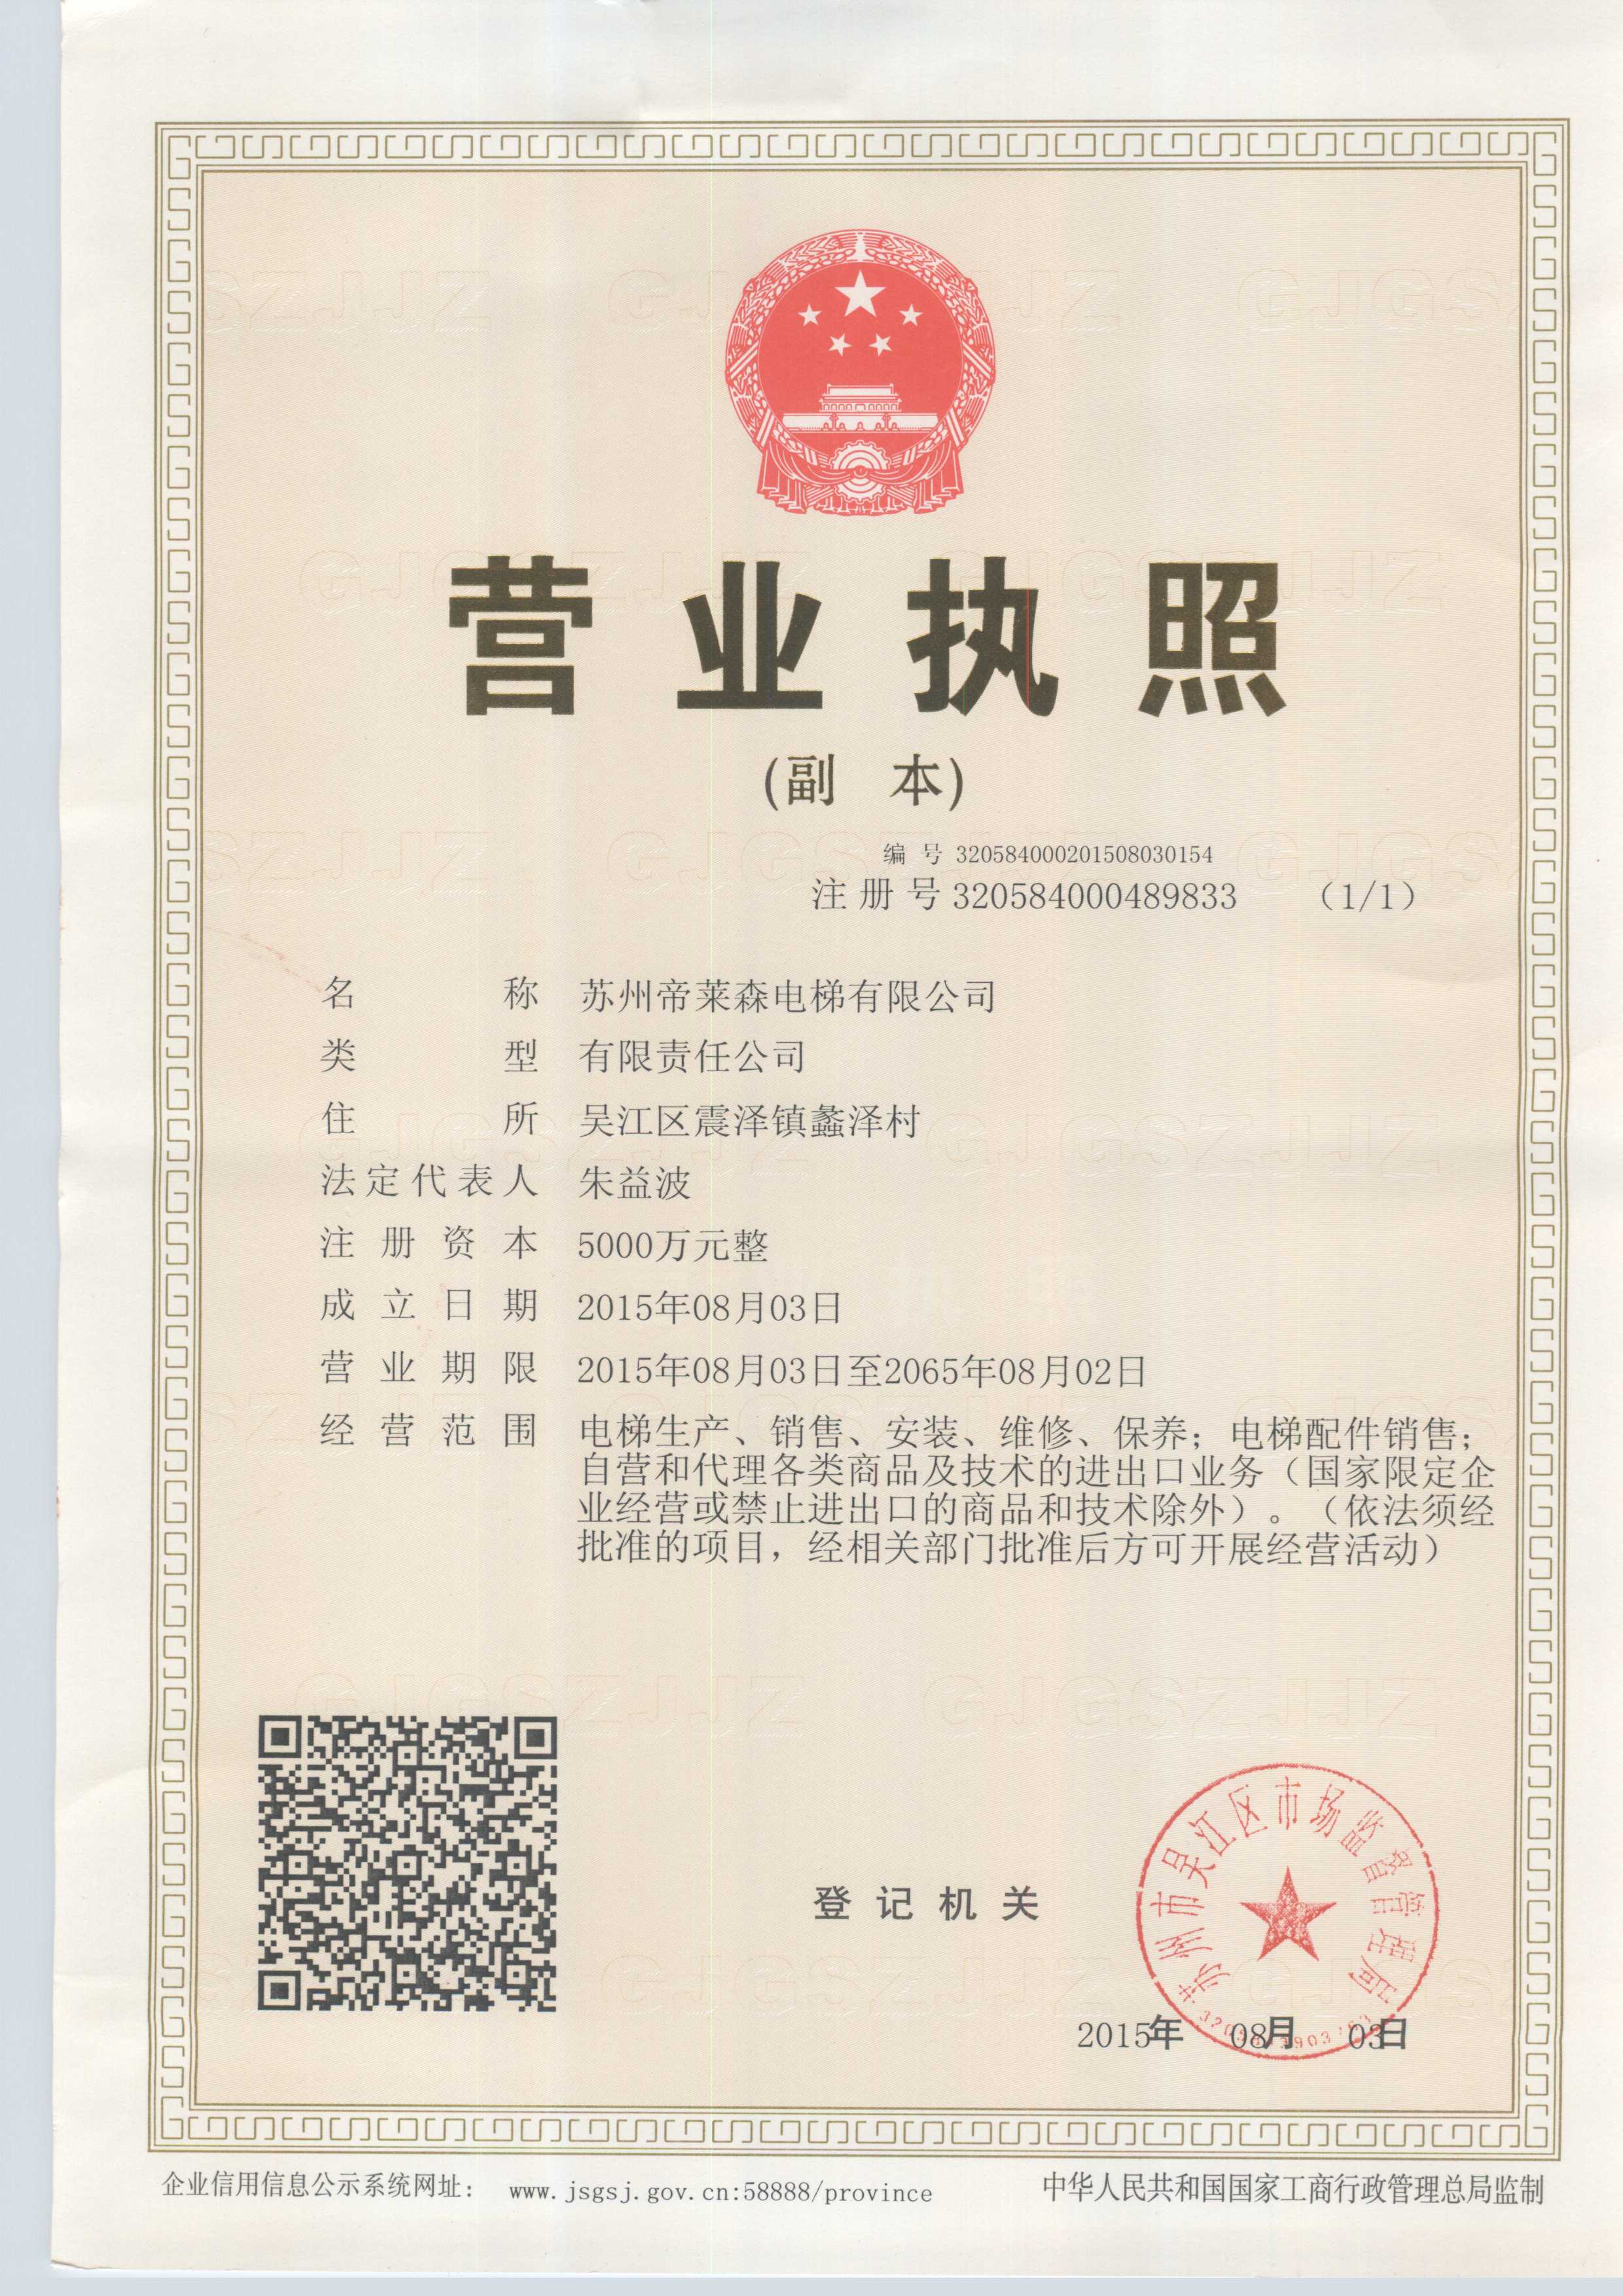 营业执照
(副 本)
编 号 320584000201508030154
注 册 号 320584000489833 （1/1）
名 称 苏州帝莱森电梯有限公司
类 型 有限责任公司
住 所 吴江区震泽镇蠡泽村
法定代表人 朱益波
注 册 资 本 5000万元整
成 立 日 期 2015年08月03日
营 业 期 限 2015年08月03日至2065年08月02日
经 营 范 围 电梯生产、销售、安装、维修、保养；电梯配件销售；
自营和代理各类商品及技术的进出口业务（国家限定企
业经营或禁止进出口的商品和技术除外）。（依法须经
批准的项目，经相关部门批准后方可开展经营活动）
苏州市吴江区市场监督管理局
登 记 机 关
2015年 08月 03日
企业信用信息公示系统网址： www.jsgsj.gov.cn:58888/province
中华人民共和国国家工商行政管理总局监制